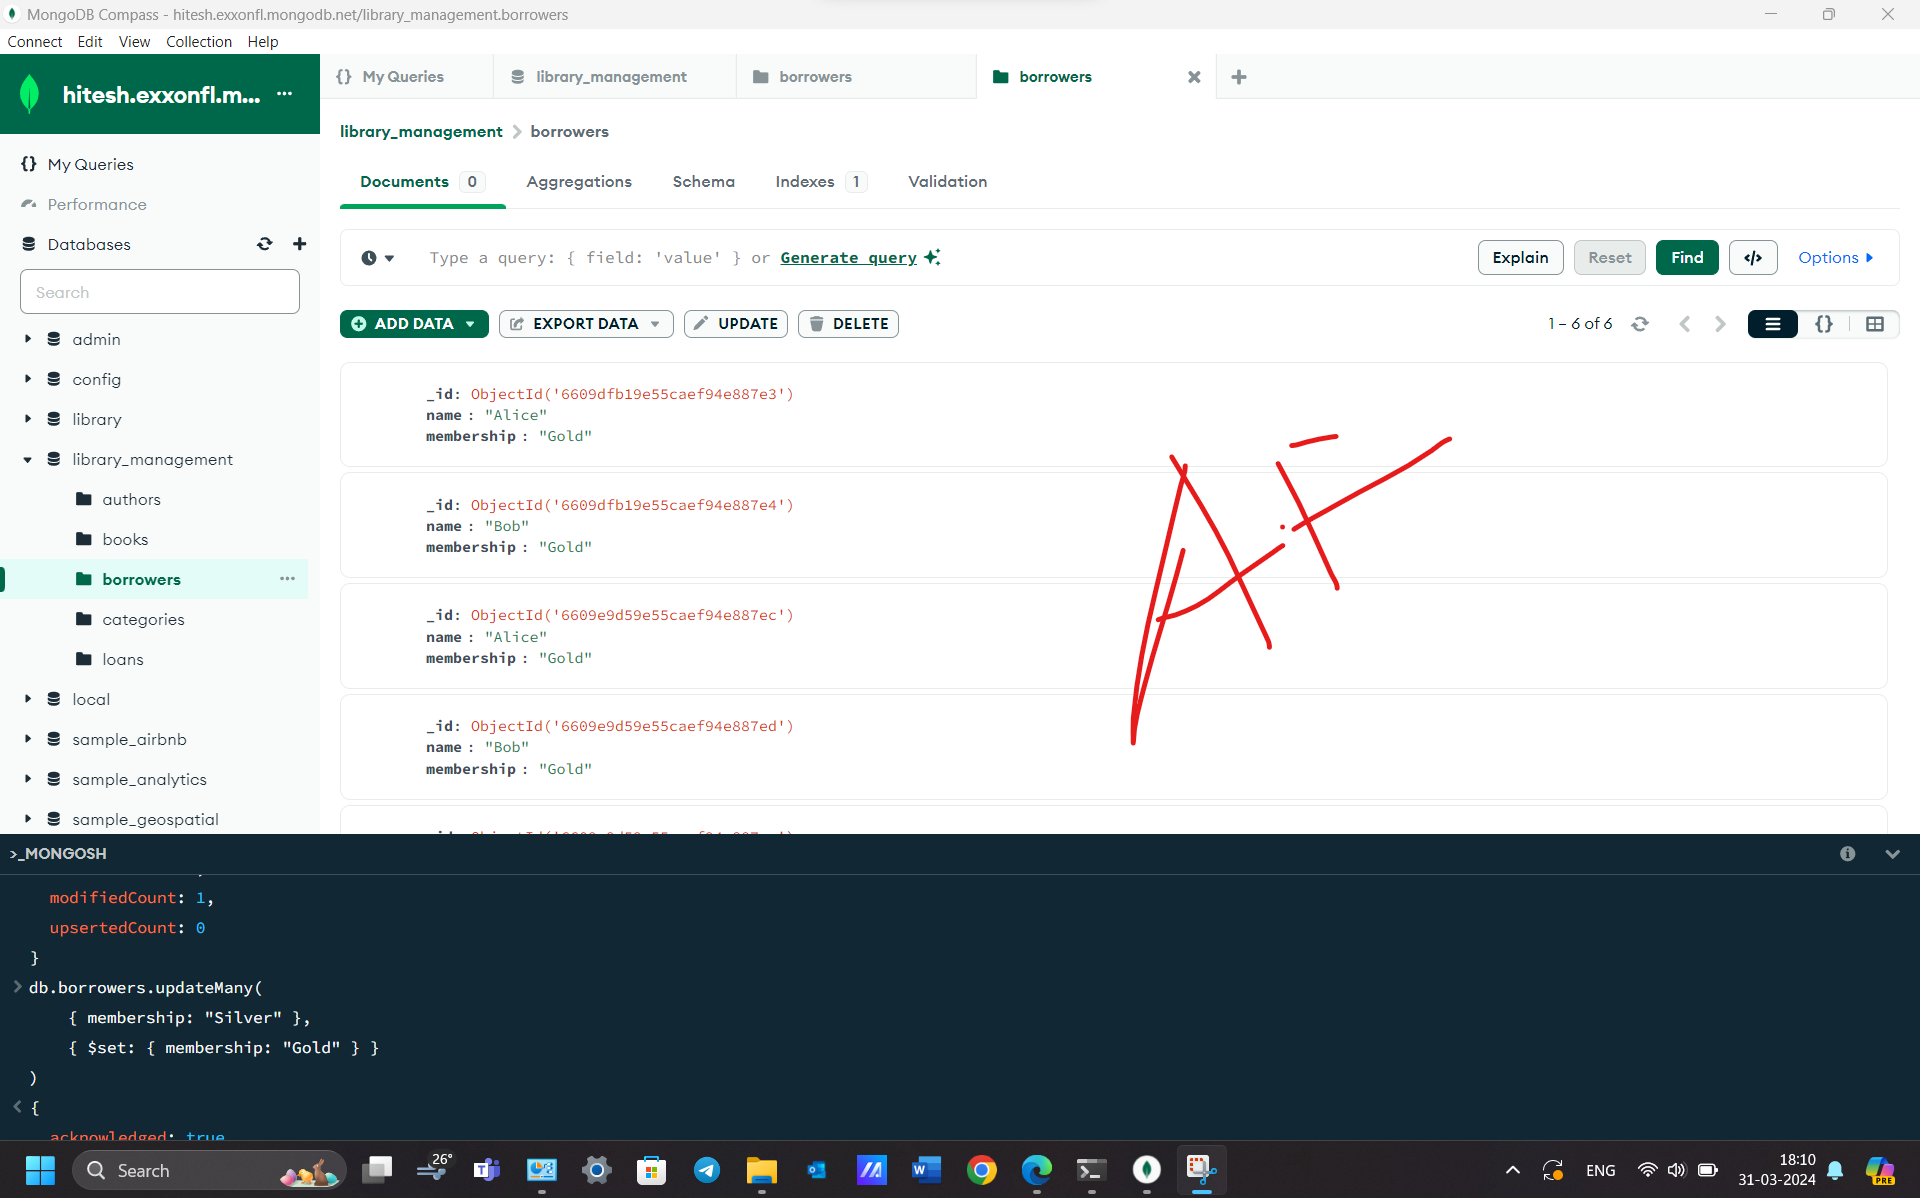 MongoDB Compass - hitesh.exxonfl.mongodb.net/library_management.borrowers
Connect Edit View Collection Help
hitesh.exxonfl.m... ...
{} My Queries
library_management
borrowers
borrowers
library_management > borrowers
My Queries
Performance
Databases
Search
admin
config
library
library_management
authors
books
borrowers ...
categories
loans
local
sample_airbnb
sample_analytics
sample_geospatial
Documents 0 Aggregations Schema Indexes 1 Validation
Type a query: { field: 'value' } or Generate query
Explain Reset Find </> Options
ADD DATA EXPORT DATA UPDATE DELETE
1 – 6 of 6 {}
_id: ObjectId('6609dfb19e55caef94e887e3')
name : "Alice"
membership : "Gold"
_id: ObjectId('6609dfb19e55caef94e887e4')
name : "Bob"
membership : "Gold"
_id: ObjectId('6609e9d59e55caef94e887ec')
name : "Alice"
membership : "Gold"
_id: ObjectId('6609e9d59e55caef94e887ed')
name : "Bob"
membership : "Gold"
>_MONGOSH
modifiedCount: 1,
upsertedCount: 0
}
> db.borrowers.updateMany(
{ membership: "Silver" },
{ $set: { membership: "Gold" } }
)
< {
acknowledged: true
Search
26°
ENG
18:10
31-03-2024
PRE